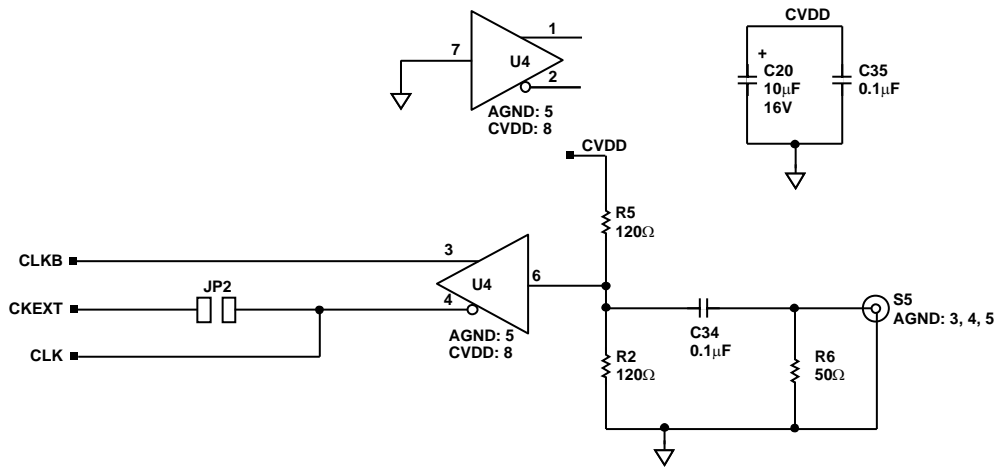 1
7
U4
2
AGND: 5
CVDD: 8
CVDD
+
C20
10μF
16V
C35
0.1μF
CVDD
R5
120Ω
CLKB
3
U4
6
CKEXT
JP2
4
AGND: 5
CVDD: 8
CLK
C34
0.1μF
S5
AGND: 3, 4, 5
R2
120Ω
R6
50Ω